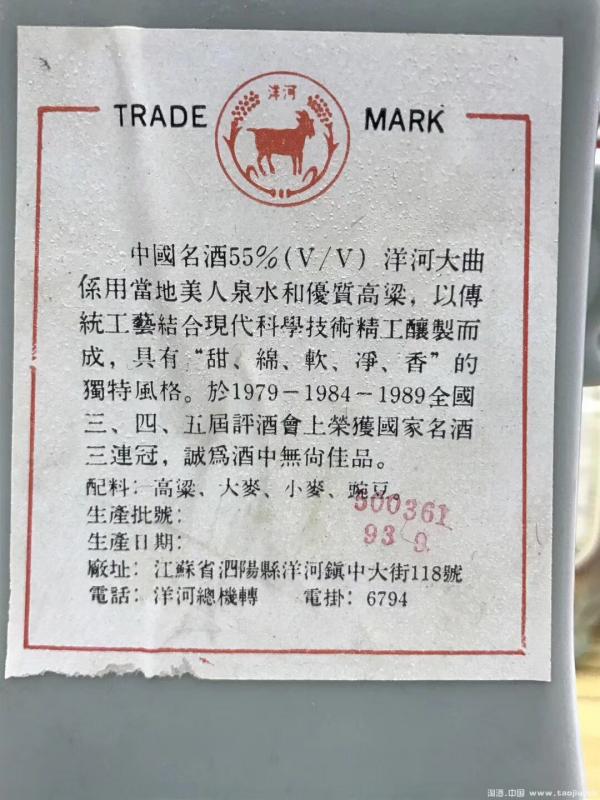 洋河
TRADE MARK
中國名酒55%(V/V) 洋河大曲
係用當地美人泉水和優質高粱，以傳
統工藝結合現代科學技術精工釀製而
成，具有“甜、綿、軟、凈、香”的
獨特風格。於1979－1984－1989全國
三、四、五屆評酒會上榮獲國家名酒
三連冠，誠爲酒中無尚佳品。
配料：高粱、大麥、小麥、豌豆。
生產批號： 500361
生產日期： 93 9
廠址：江蘇省泗陽縣洋河鎮中大街118號
電話：洋河總機轉 電掛：6794
淘酒.中国 www.taojiu.cn